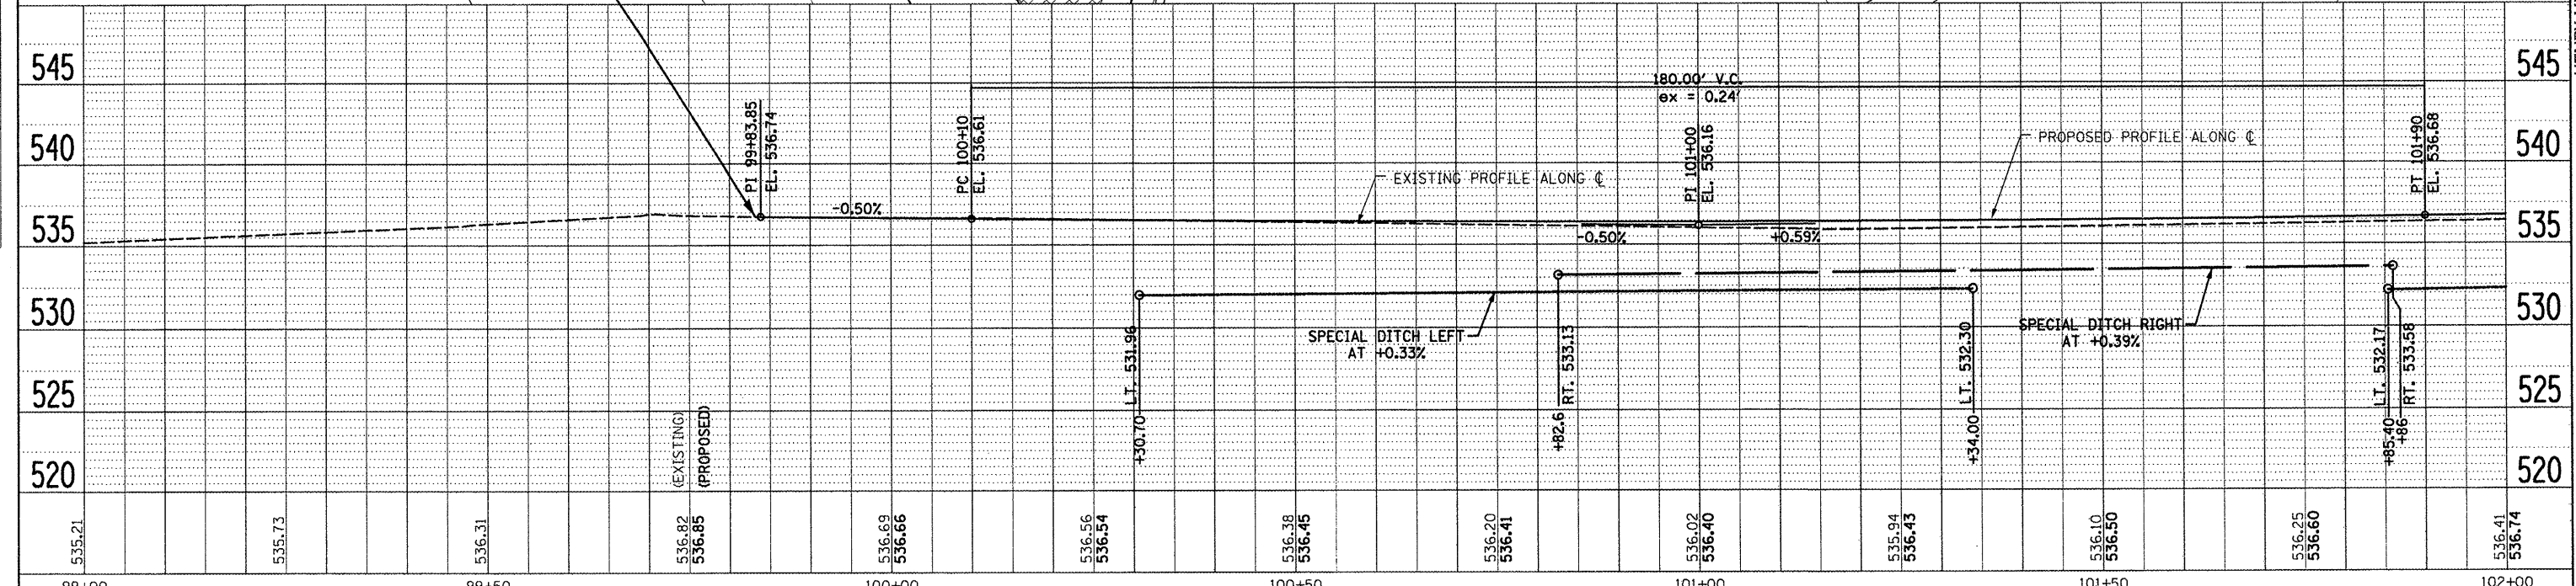 545
540
535
530
525
520
PI 99+83.85
EL. 536.74
-0.50%
PC 100+10
EL. 536.61
180.00' V.C.
ex = 0.24'
PI 101+00
EL. 536.16
EXISTING PROFILE ALONG ℄
PROPOSED PROFILE ALONG ℄
PT 101+90
EL. 536.68
-0.50%
+0.59%
SPECIAL DITCH LEFT
AT +0.33%
SPECIAL DITCH RIGHT
AT +0.39%
+30.70 LT. 531.96
+82.6 RT. 533.13
+34.00 LT. 532.30
+85.40 LT. 532.17
+86 RT. 533.58
545
540
535
530
525
520
(EXISTING)
(PROPOSED)
535.21
535.73
536.31
536.82
536.85
536.69
536.66
536.56
536.54
536.38
536.45
536.20
536.41
536.02
536.40
535.94
536.43
536.10
536.50
536.25
536.60
536.41
536.74
99+50
100+00
100+50
101+00
101+50
102+00